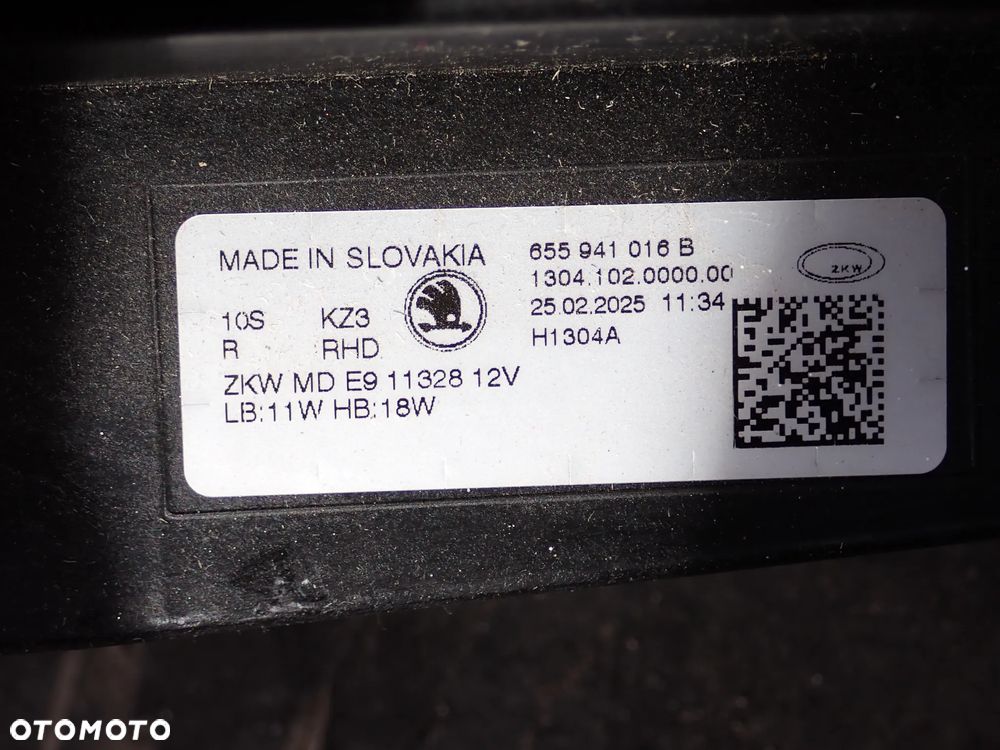 MADE IN SLOVAKIA
10S KZ3
R RHD
ZKW MD E9 11328 12V
LB:11W HB:18W
655 941 016 B
1304.102.0000.00
25.02.2025 11:34
H1304A
ZKW
OTOMOTO